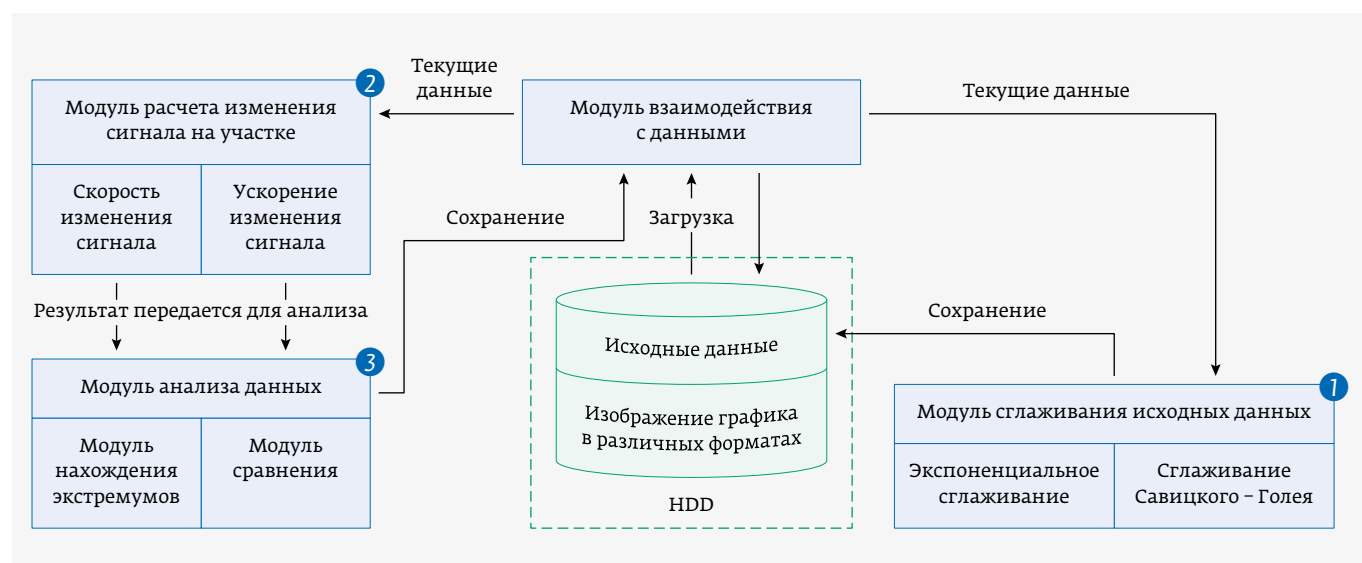 Текущие
данные
2
Модуль расчета изменения
сигнала на участке
Скорость
изменения
сигнала
Ускорение
изменения
сигнала
Модуль взаимодействия
с данными
Текущие данные
Сохранение
Загрузка
Результат передается для анализа
3
Модуль анализа данных
Модуль
нахождения
экстремумов
Модуль
сравнения
Исходные данные
Изображение графика
в различных форматах
HDD
Сохранение
1
Модуль сглаживания исходных данных
Экспоненциальное
сглаживание
Сглаживание
Савицкого – Голея